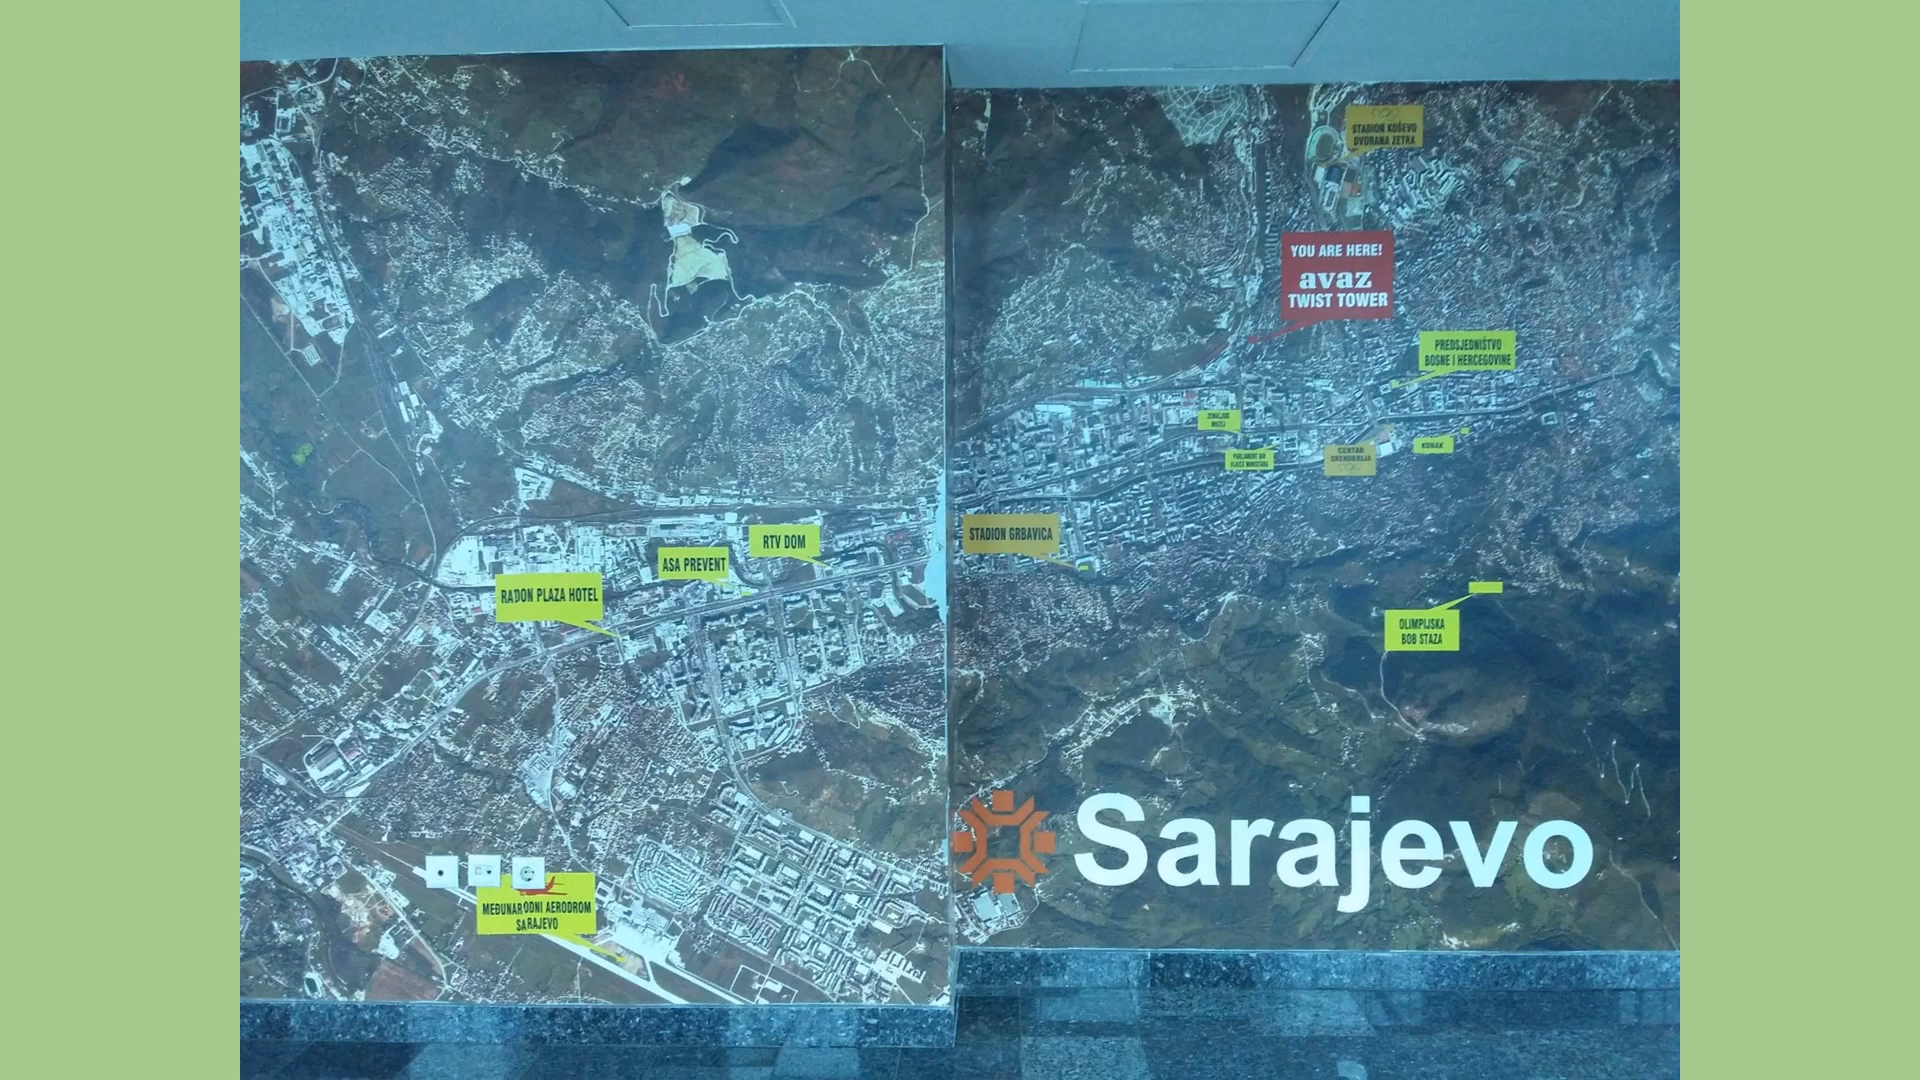 STADION KOŠEVO
DVORANA ZETRA
YOU ARE HERE!
avaz
TWIST TOWER
PREDSJEDNIŠTVO
BOSNE I HERCEGOVINE
ZEMALJSKI
MUZEJ
PARLAMENT BIH
VIJEĆE MINISTARA
CENTAR
SKENDERIJA
KONAK
STADION GRBAVICA
RTV DOM
ASA PREVENT
RADON PLAZA HOTEL
OLIMPIJSKA
BOB STAZA
Sarajevo
MEĐUNARODNI AERODROM
SARAJEVO